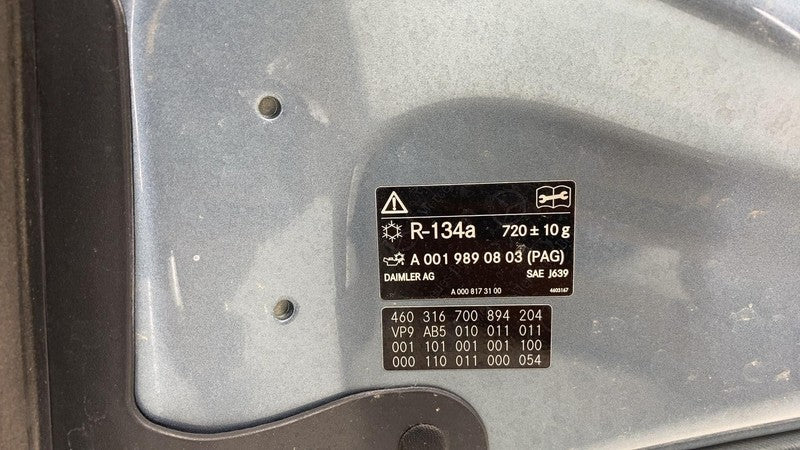 R-134a 720 ± 10 g
A 001 989 08 03 (PAG)
DAIMLER AG SAE J639
A 000 817 31 00 4603167
460 316 700 894 204
VP9 AB5 010 011 011
001 101 001 001 100
000 110 011 000 054